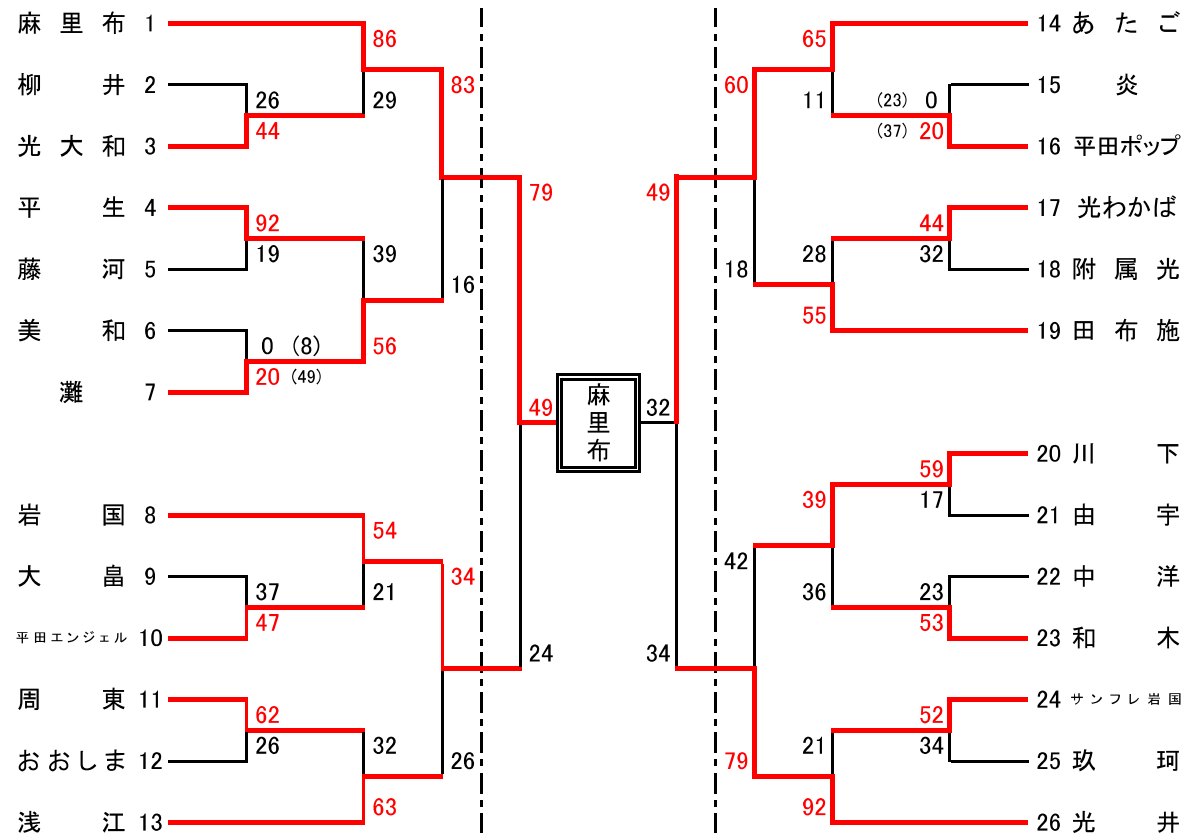 麻里布 1
86
柳井 2
26
29
83
44
光大和 3
平生 4
92
79
19
39
藤河 5
16
美和 6
0 (8)
56
20 (49)
灘 7
49
麻里布
32
岩国 8
54
大畠 9
37
21
34
47
平田エンジェル 10
24
周東 11
62
おおしま 12
26
32
26
63
浅江 13
14 あたご
65
60
15 炎
11
(23) 0
(37) 20
16 平田ポップ
49
17 光わかば
44
28
32
18
18 附属光
55
19 田布施
20 川下
59
39
17
21 由宇
42
22 中洋
36
23
53
23 和木
34
24 サンフレ岩国
52
21
34
25 玖珂
79
92
26 光井